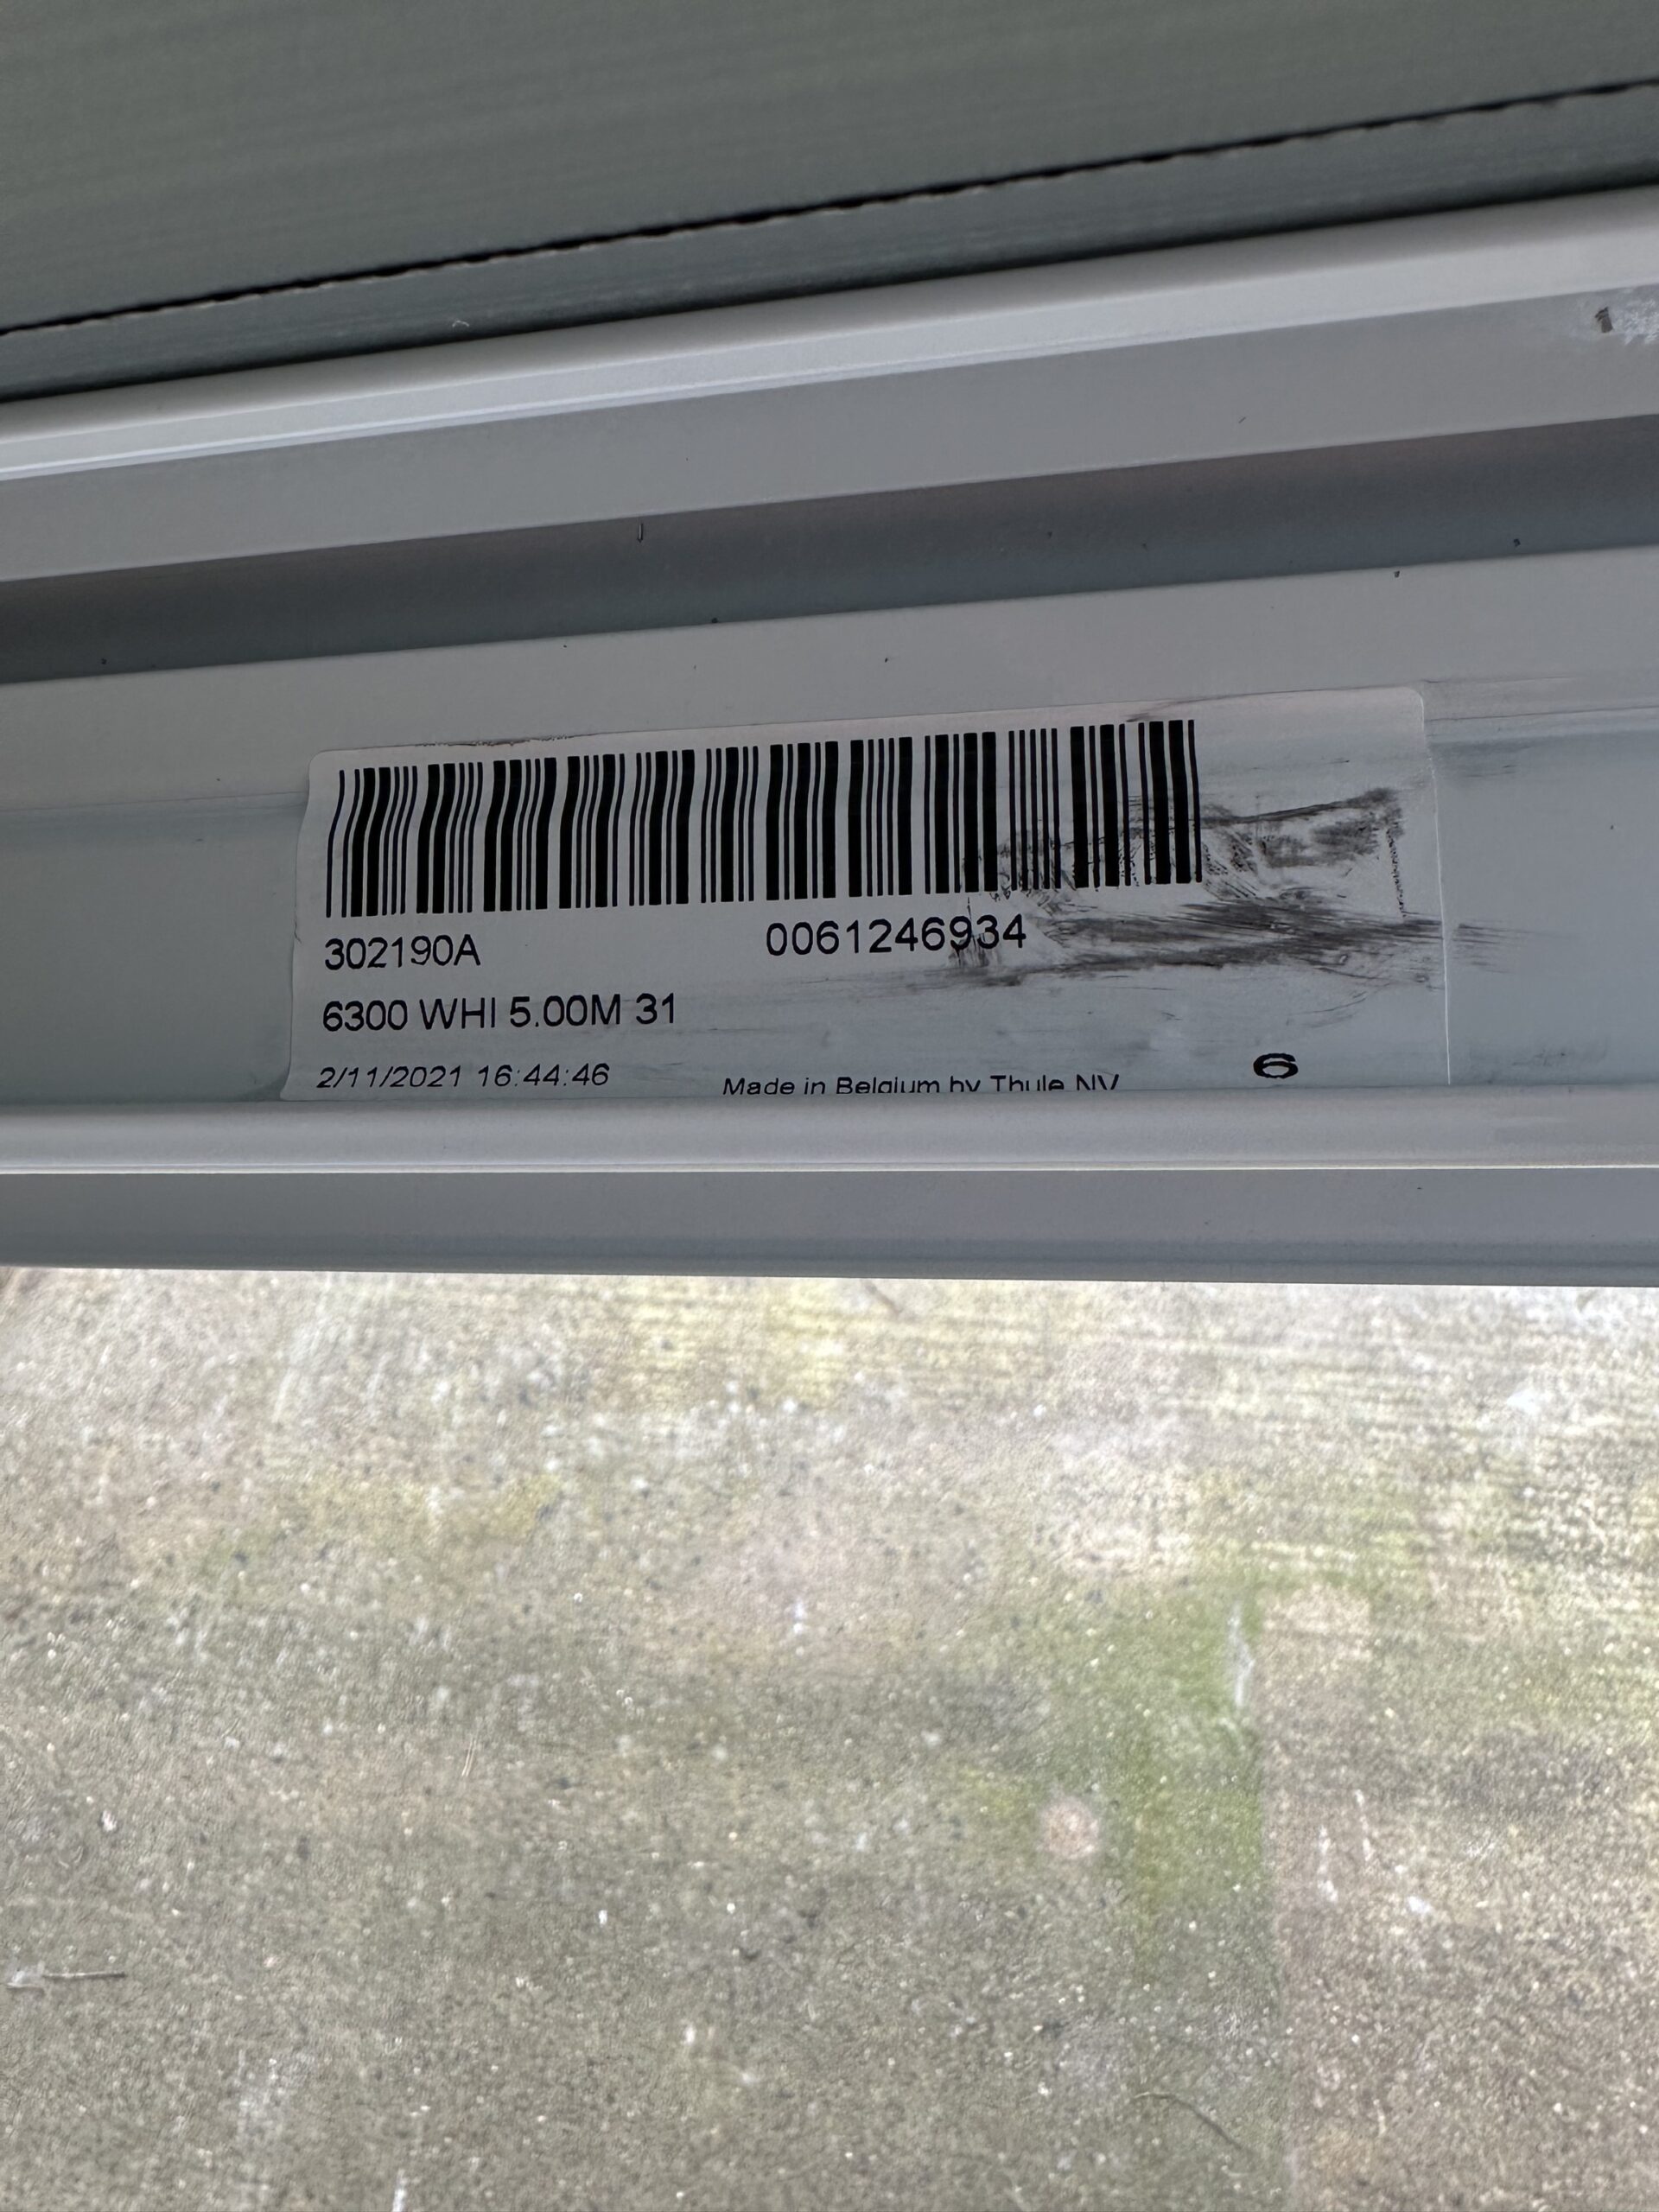 302190A 0061246934
6300 WHI 5.00M 31
2/11/2021 16:44:46 Made in Belgium by Thule NV 6